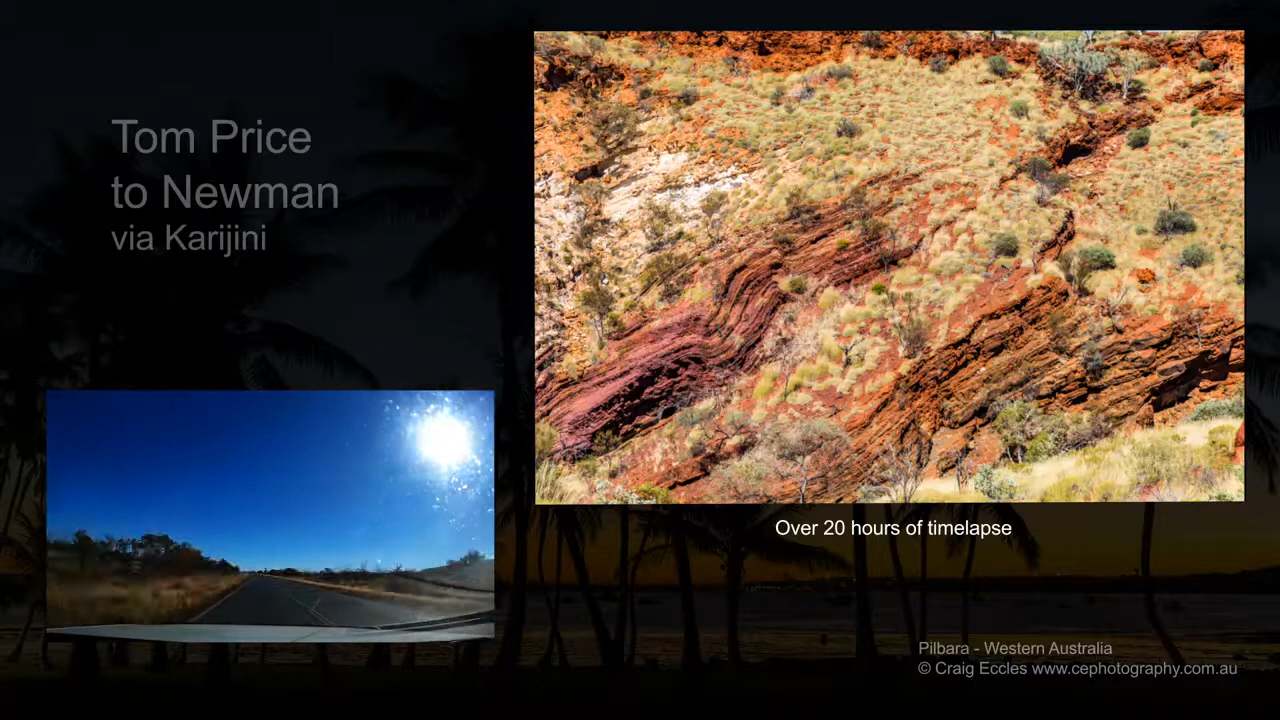 Tom Price
to Newman
via Karijini
Over 20 hours of timelapse
Pilbara - Western Australia
© Craig Eccles www.cephotography.com.au